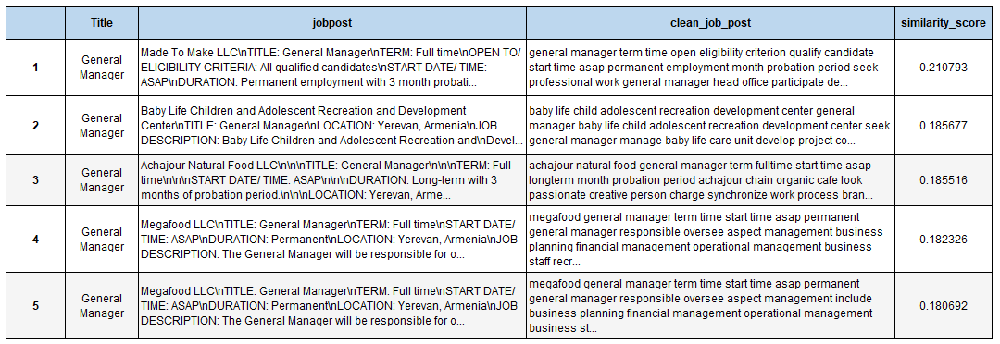 Title jobpost clean_job_post similarity_score
1
General
Manager
Made To Make LLC\nTITLE: General Manager\nTERM: Full time\nOPEN TO/
ELIGIBILITY CRITERIA: All qualified candidates\nSTART DATE/ TIME:
ASAP\nDURATION: Permanent employment with 3 month probati...
general manager term time open eligibility criterion qualify candidate
start time asap permanent employment month probation period seek
professional work general manager head office participate de...
0.210793
2
General
Manager
Baby Life Children and Adolescent Recreation and Development
Center\nTITLE: General Manager\nLOCATION: Yerevan, Armenia\nJOB
DESCRIPTION: Baby Life Children and Adolescent Recreation and\nDevel...
baby life child adolescent recreation development center general
manager baby life child adolescent recreation development center seek
general manager manage baby life care unit develop project co...
0.185677
3
General
Manager
Achajour Natural Food LLC\n\n\nTITLE: General Manager\n\n\nTERM: Full-
time\n\n\nSTART DATE/ TIME: ASAP\n\n\nDURATION: Long-term with 3
months of probation period.\n\n\nLOCATION: Yerevan, Arme...
achajour natural food general manager term fulltime start time asap
longterm month probation period achajour chain organic cafe look
passionate creative person charge synchronize work process bran...
0.185516
4
General
Manager
Megafood LLC\nTITLE: General Manager\nTERM: Full time\nSTART DATE/
TIME: ASAP\nDURATION: Permanent\nLOCATION: Yerevan, Armenia\nJOB
DESCRIPTION: The General Manager will be responsible for o...
megafood general manager term time start time asap permanent
general manager responsible oversee aspect management business
planning financial management operational management business
staff recr...
0.182326
5
General
Manager
Megafood LLC\nTITLE: General Manager\nTERM: Full time\nSTART DATE/
TIME: ASAP\nDURATION: Permanent\nLOCATION: Yerevan, Armenia\nJOB
DESCRIPTION: The General Manager will be responsible for o...
megafood general manager term time start time asap permanent
general manager responsible oversee aspect management include
business planning financial management operational management
business st...
0.180692